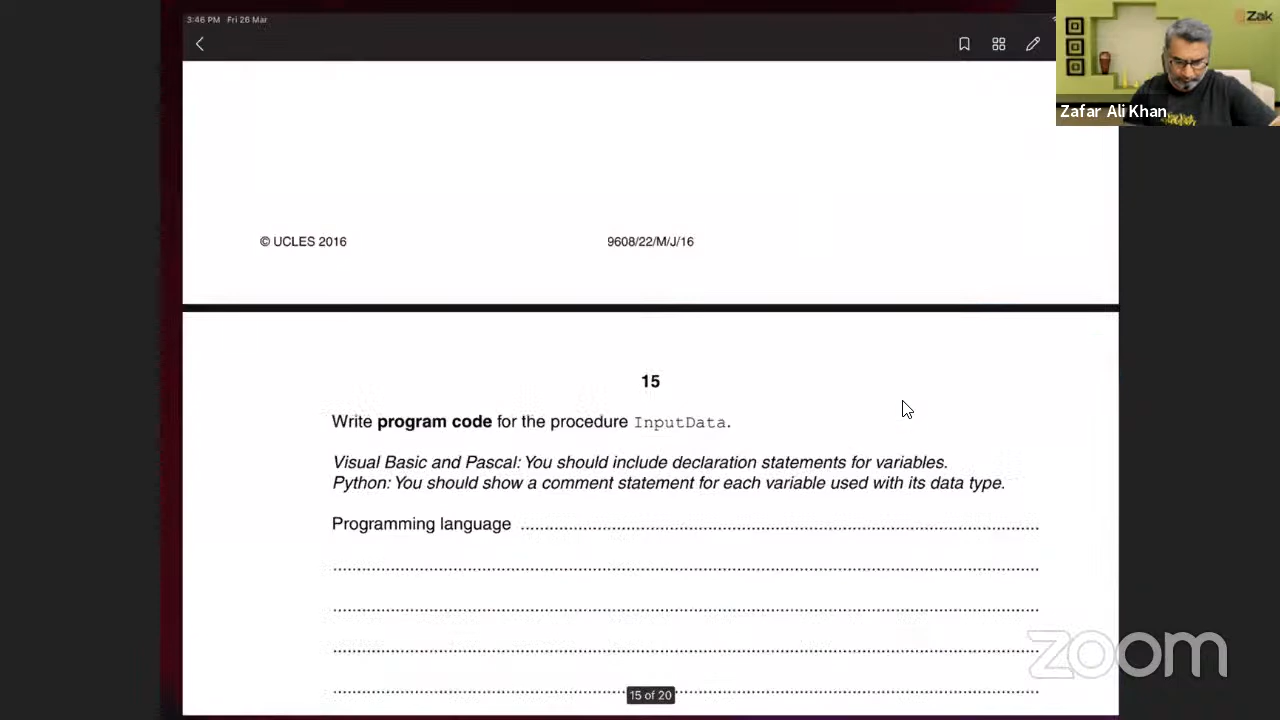 3:46 PM Fri 26 Mar
Zak
Zafar Ali Khan
© UCLES 2016
9608/22/M/J/16
15
Write program code for the procedure InputData.
Visual Basic and Pascal: You should include declaration statements for variables.
Python: You should show a comment statement for each variable used with its data type.
Programming language ....................................................................................................
zoom
15 of 20